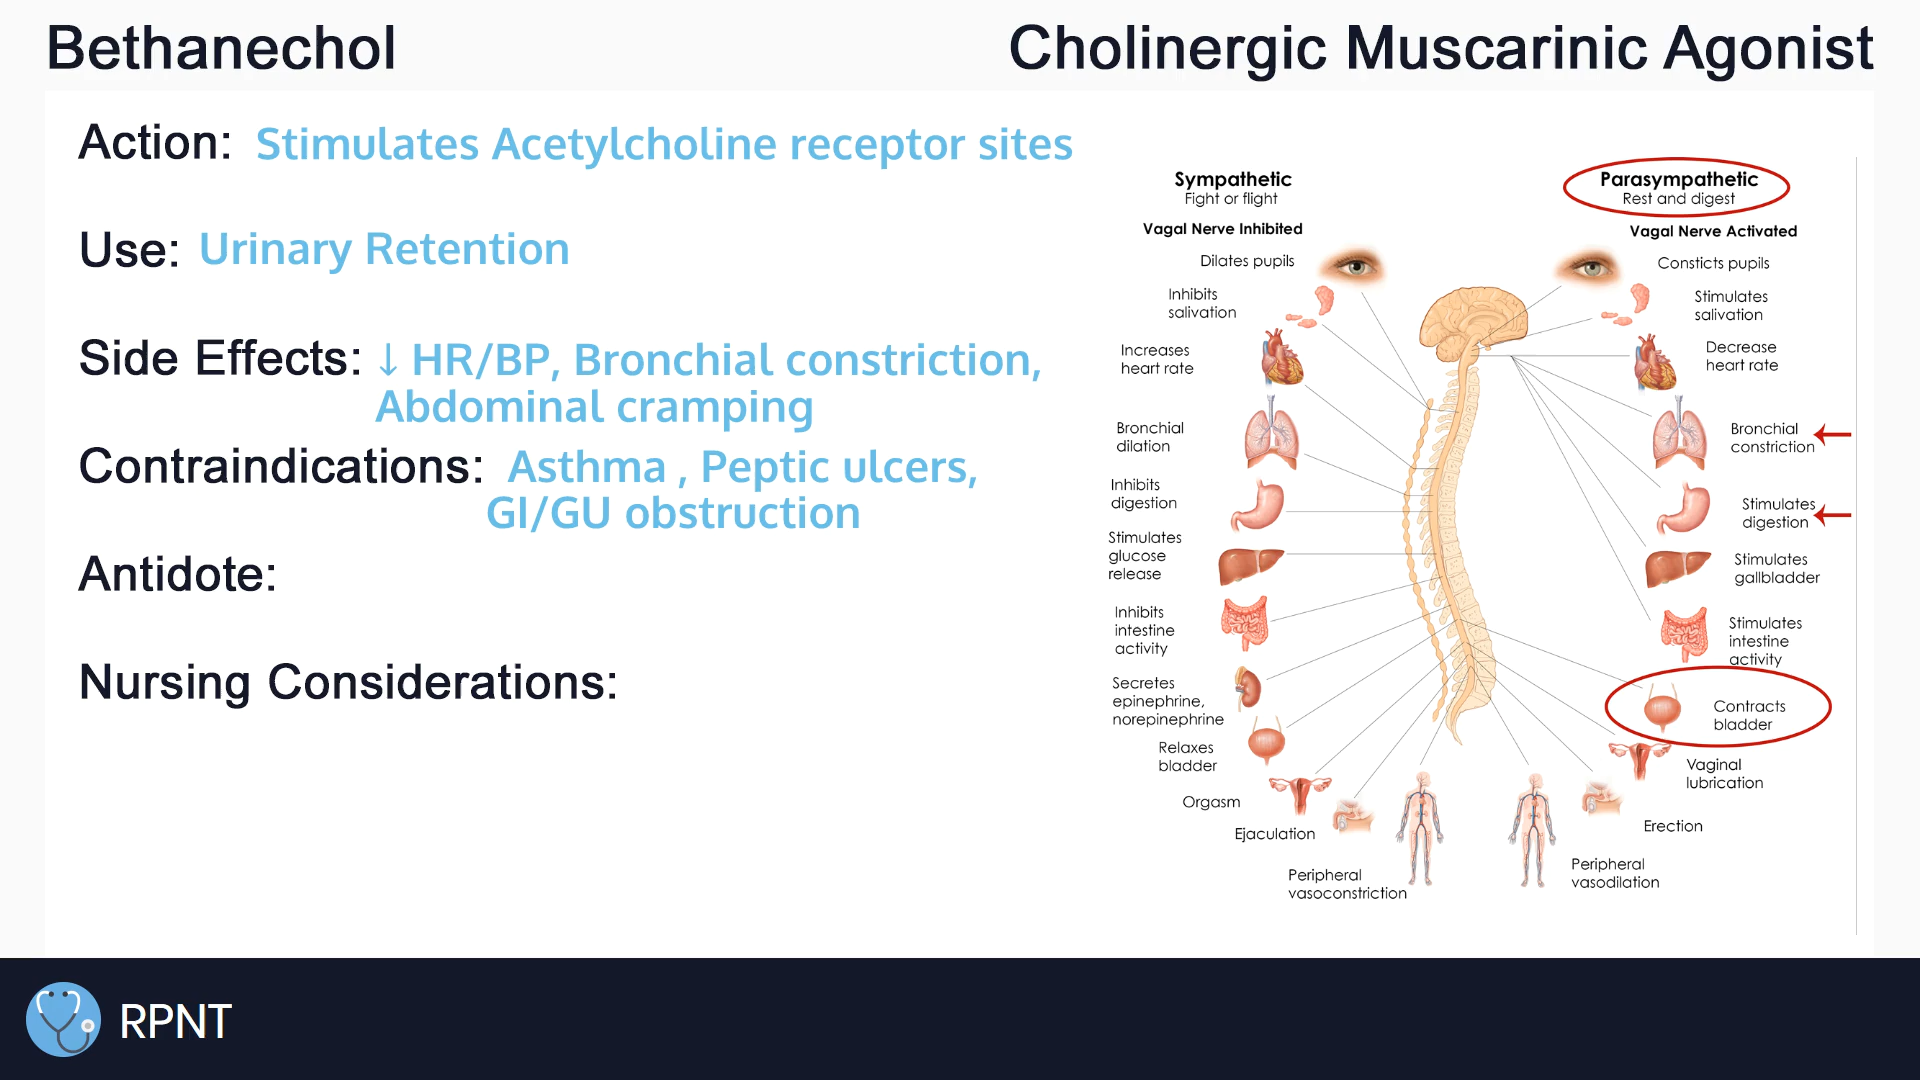 Bethanechol
Cholinergic Muscarinic Agonist
Action: Stimulates Acetylcholine receptor sites
Use: Urinary Retention
Side Effects: ↓ HR/BP, Bronchial constriction,
Abdominal cramping
Contraindications: Asthma , Peptic ulcers,
GI/GU obstruction
Antidote:
Nursing Considerations:
Sympathetic
Fight or flight
Vagal Nerve Inhibited
Dilates pupils
Inhibits
salivation
Increases
heart rate
Bronchial
dilation
Inhibits
digestion
Stimulates
glucose
release
Inhibits
intestine
activity
Secretes
epinephrine,
norepinephrine
Relaxes
bladder
Orgasm
Ejaculation
Peripheral
vasoconstriction
Parasympathetic
Rest and digest
Vagal Nerve Activated
Consticts pupils
Stimulates
salivation
Decrease
heart rate
Bronchial
constriction
Stimulates
digestion
Stimulates
gallbladder
Stimulates
intestine
activity
Contracts
bladder
Vaginal
lubrication
Erection
Peripheral
vasodilation
RPNT